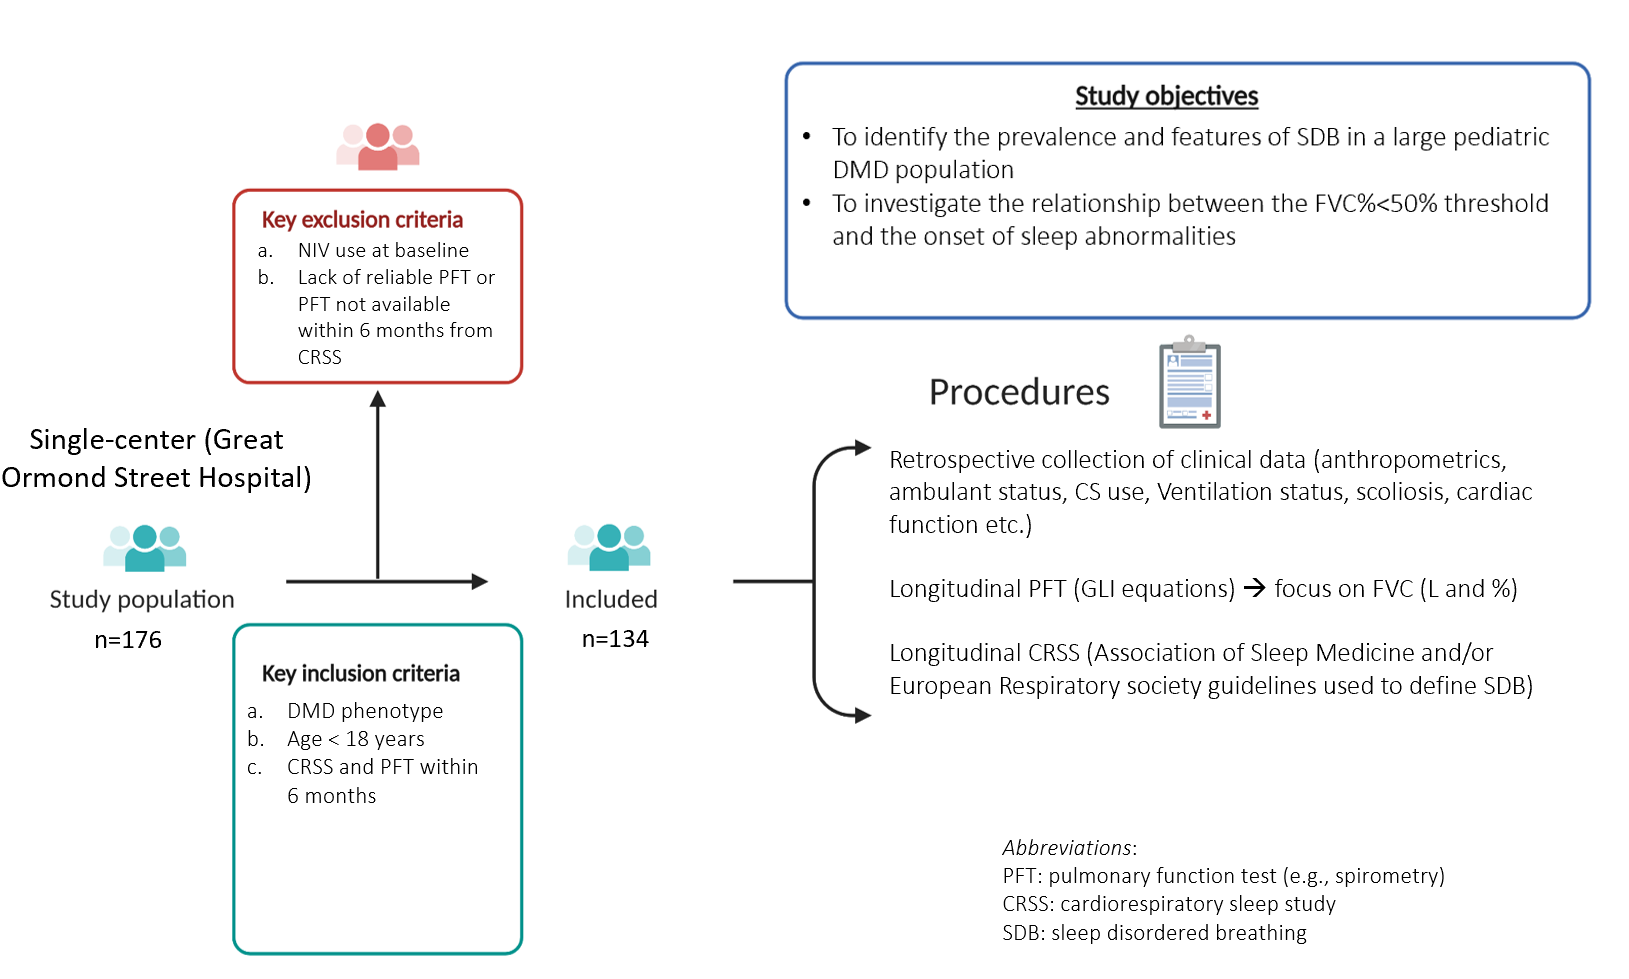 Study objectives
• To identify the prevalence and features of SDB in a large pediatric
DMD population
• To investigate the relationship between the FVC%<50% threshold
and the onset of sleep abnormalities
Key exclusion criteria
a. NIV use at baseline
b. Lack of reliable PFT or
PFT not available
within 6 months from
CRSS
Single-center (Great
Ormond Street Hospital)
Study population
n=176
Included
n=134
Key inclusion criteria
a. DMD phenotype
b. Age < 18 years
c. CRSS and PFT within
6 months
Procedures
Retrospective collection of clinical data (anthropometrics,
ambulant status, CS use, Ventilation status, scoliosis, cardiac
function etc.)
Longitudinal PFT (GLI equations) → focus on FVC (L and %)
Longitudinal CRSS (Association of Sleep Medicine and/or
European Respiratory society guidelines used to define SDB)
Abbreviations:
PFT: pulmonary function test (e.g., spirometry)
CRSS: cardiorespiratory sleep study
SDB: sleep disordered breathing